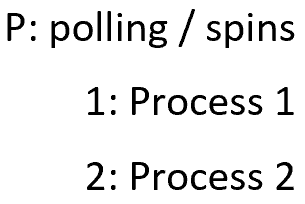 P: polling / spins
1: Process 1
2: Process 2